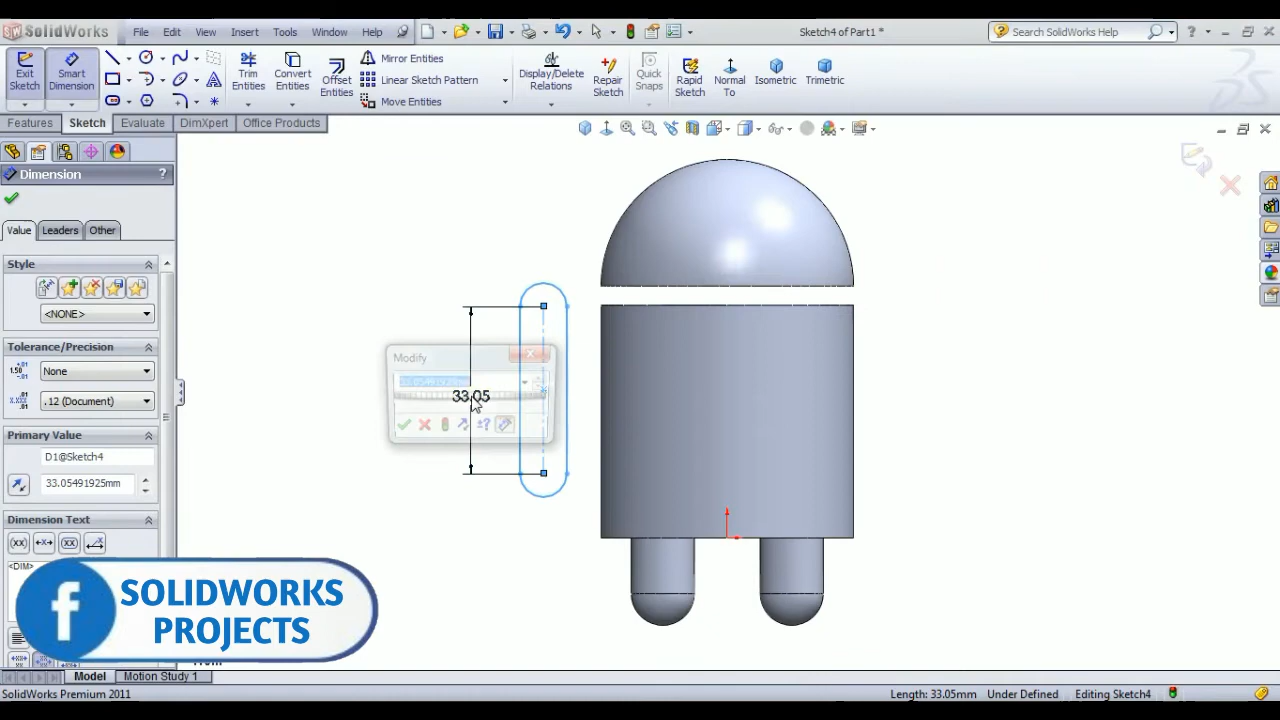 SolidWorks
File Edit View Insert Tools Window Help
Sketch4 of Part1 *
Search SolidWorks Help
Exit Sketch
Smart Dimension
Trim Entities
Convert Entities
Offset Entities
Mirror Entities
Linear Sketch Pattern
Move Entities
Display/Delete Relations
Repair Sketch
Quick Snaps
Rapid Sketch
Normal To
Isometric
Trimetric
Features Sketch Evaluate DimXpert Office Products
Dimension ?
Value Leaders Other
Style
<NONE>
Tolerance/Precision
None
.12 (Document)
Primary Value
D1@Sketch4
33.05491925mm
Dimension Text
<DIM>
Modify
33.05491925mm
33.05
SOLIDWORKS
PROJECTS
Model Motion Study 1
SolidWorks Premium 2011
Length: 33.05mm Under Defined Editing Sketch4